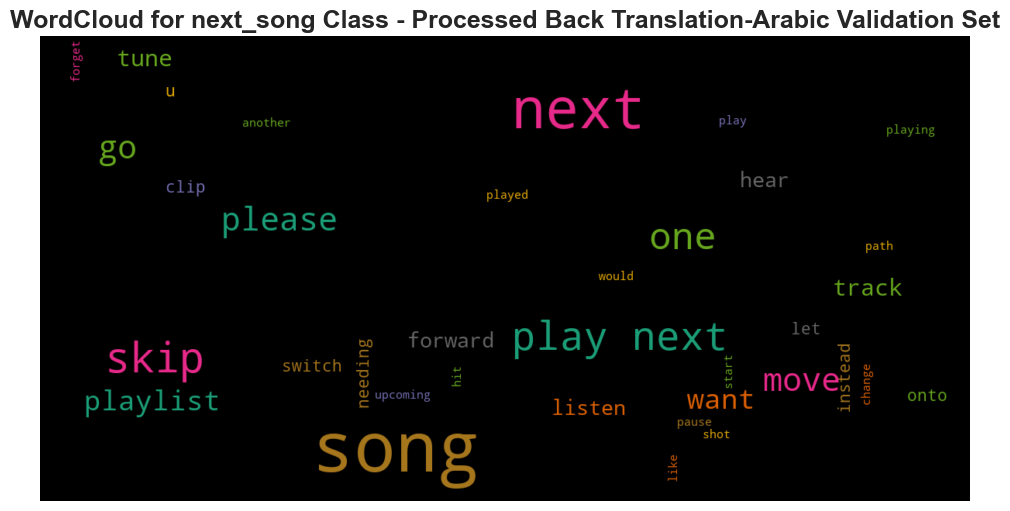 WordCloud for next_song Class - Processed Back Translation-Arabic Validation Set
forget
tune
u
next
another
play
playing
go
clip
hear
played
please
one
path
would
track
let
forward
play next
skip
switch
needing
hit
start
move
instead
change
upcoming
playlist
listen
want
onto
pause
shot
song
like